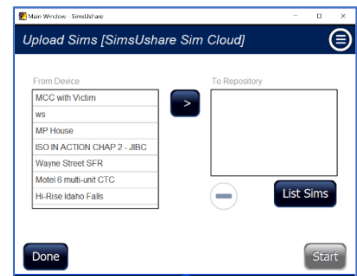 Main Window - SimsUshare
Upload Sims [SimsUshare Sim Cloud]
From Device
To Repository
MCC with Victim
ws
MP House
ISO IN ACTION CHAP 2 - JIBC
Wayne Street SFR
Motel 6 multi-unit CTC
Hi-Rise Idaho Falls
>
List Sims
Done
Start